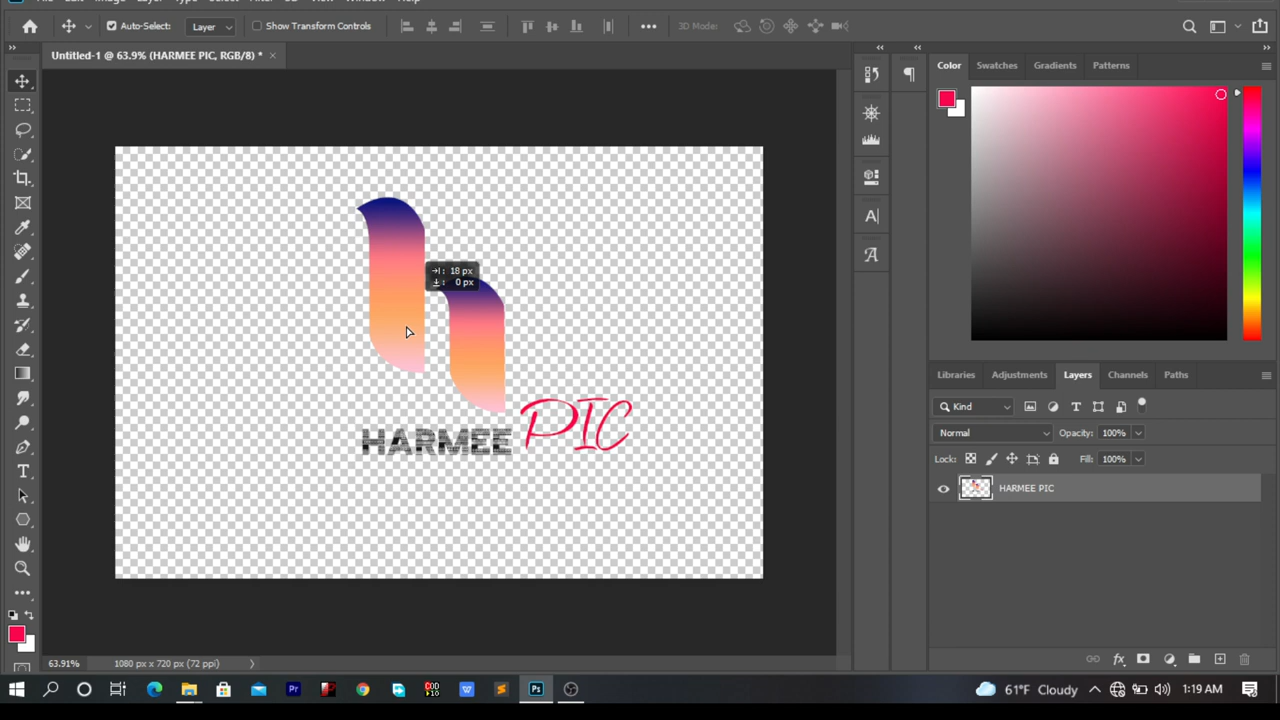 Auto-Select:
Layer
Show Transform Controls
3D Mode:
Untitled-1 @ 63.9% (HARMEE PIC, RGB/8) *
Color
Swatches
Gradients
Patterns
18 px
0 px
HARMEE PIC
Libraries
Adjustments
Layers
Channels
Paths
Kind
Normal
Opacity: 100%
Lock:
Fill: 100%
HARMEE PIC
63.91%
1080 px x 720 px (72 ppi)
61°F Cloudy
1:19 AM